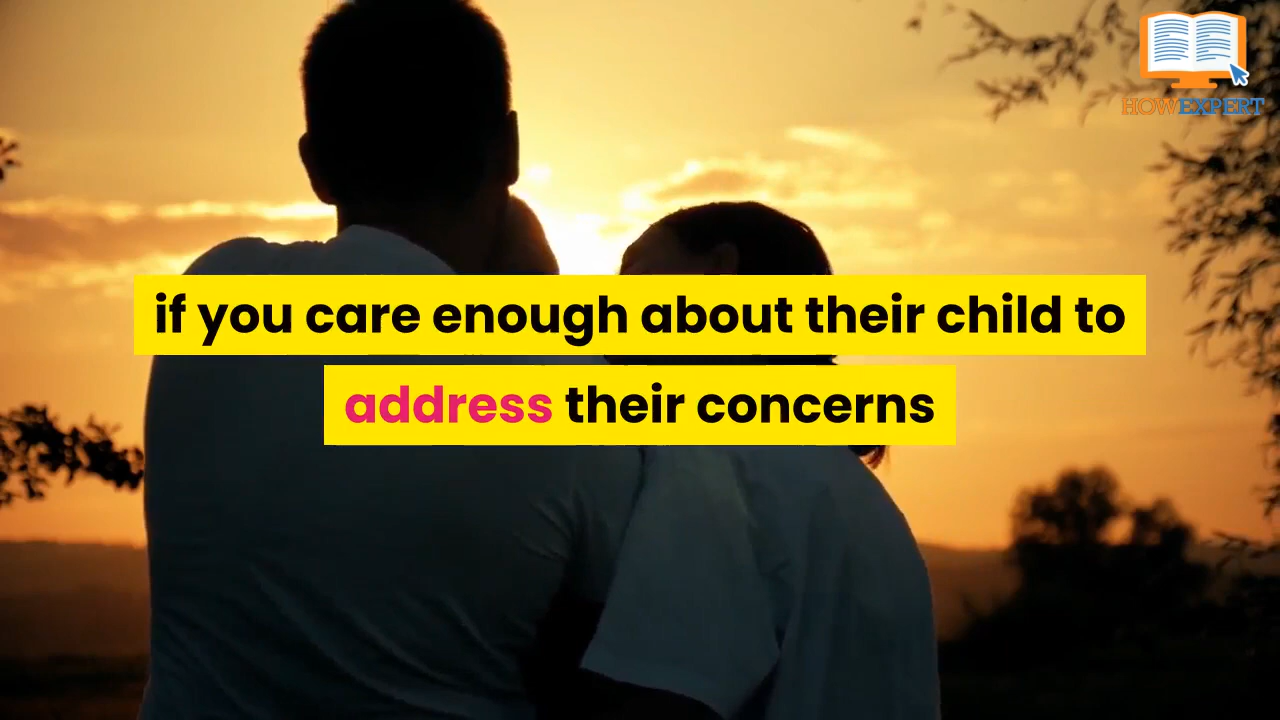 HOWEXPERT
if you care enough about their child to
address their concerns